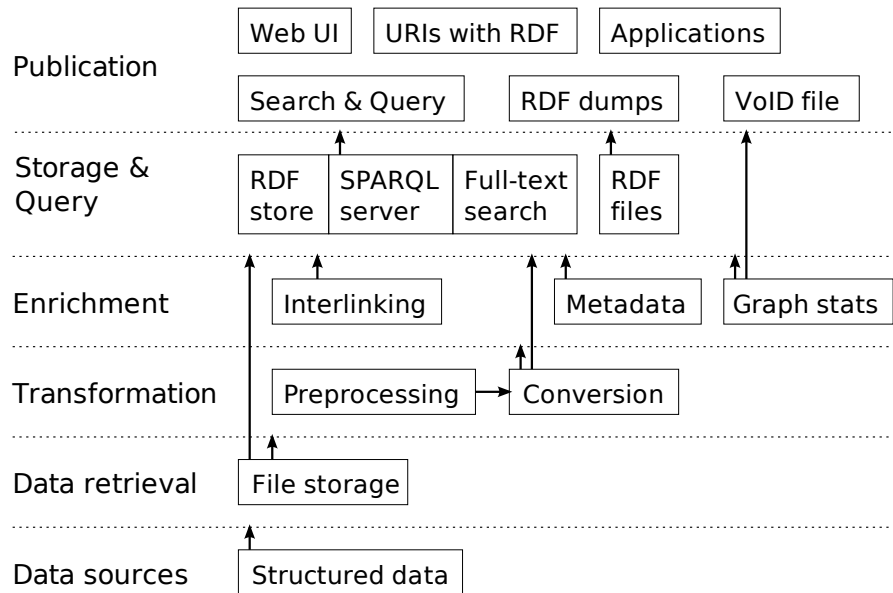 Publication
Web UI
URIs with RDF
Applications
Search & Query
RDF dumps
VoID file
Storage &
Query
RDF
store
SPARQL
server
Full-text
search
RDF
files
Enrichment
Interlinking
Metadata
Graph stats
Transformation
Preprocessing
Conversion
Data retrieval
File storage
Data sources
Structured data